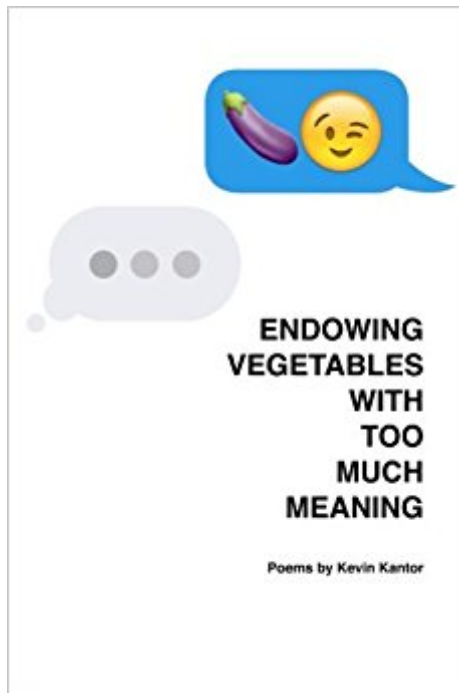 ENDOWING
VEGETABLES
WITH
TOO
MUCH
MEANING
Poems by Kevin Kantor